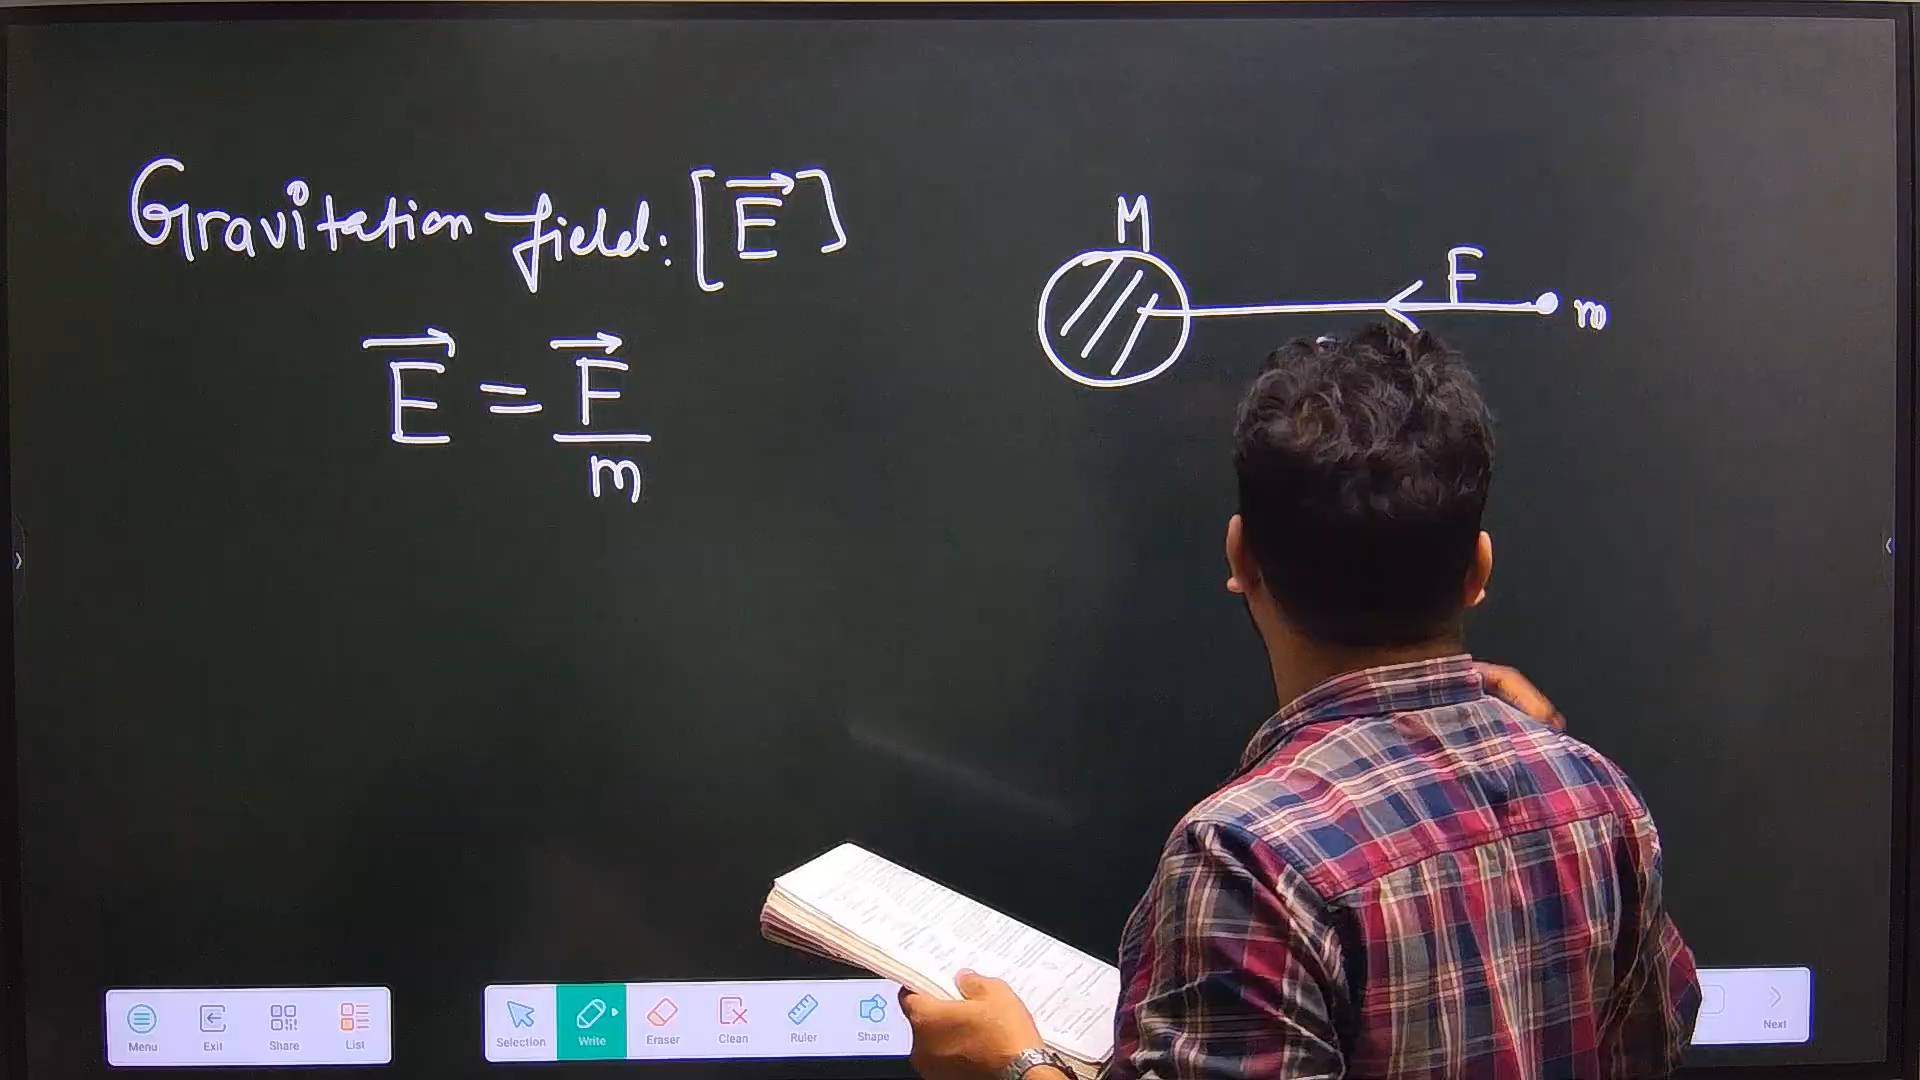 Gravitation field: [E⃗]
E⃗ = F⃗/m
M
F
m
Menu
Exit
Share
List
Selection
Write
Eraser
Clean
Ruler
Shape
Next